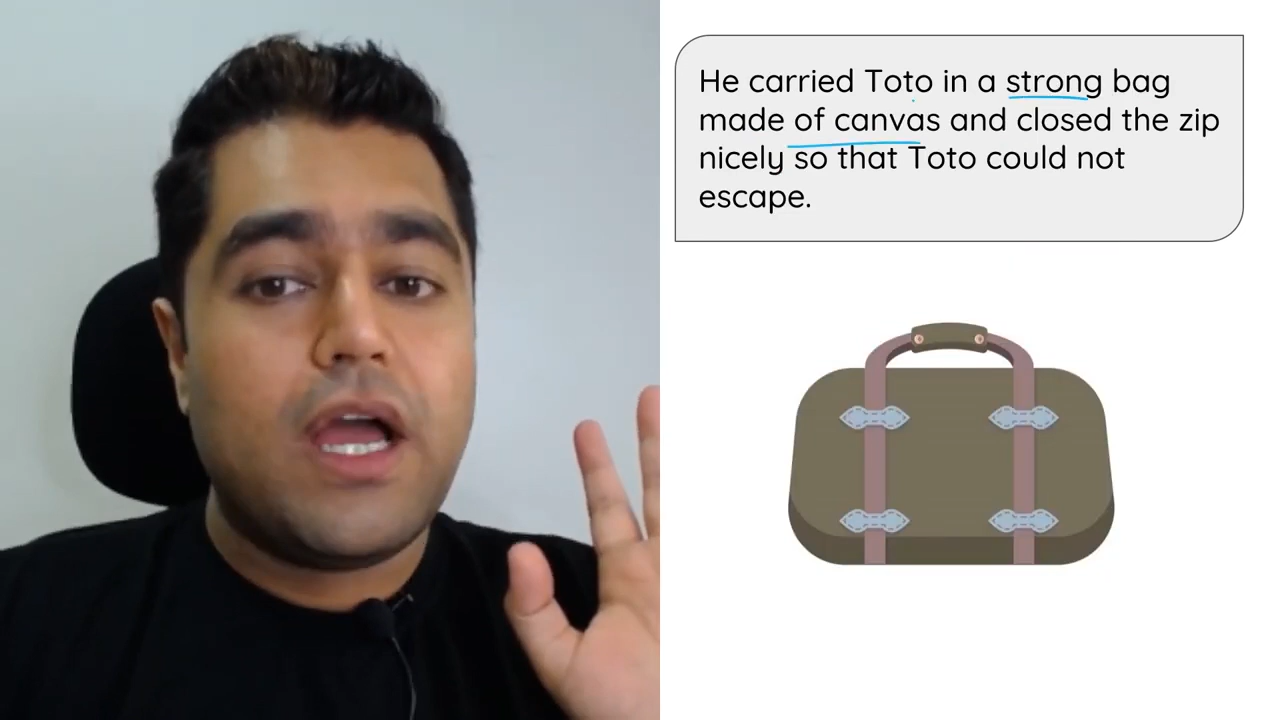 He carried Toto in a strong bag
made of canvas and closed the zip
nicely so that Toto could not
escape.